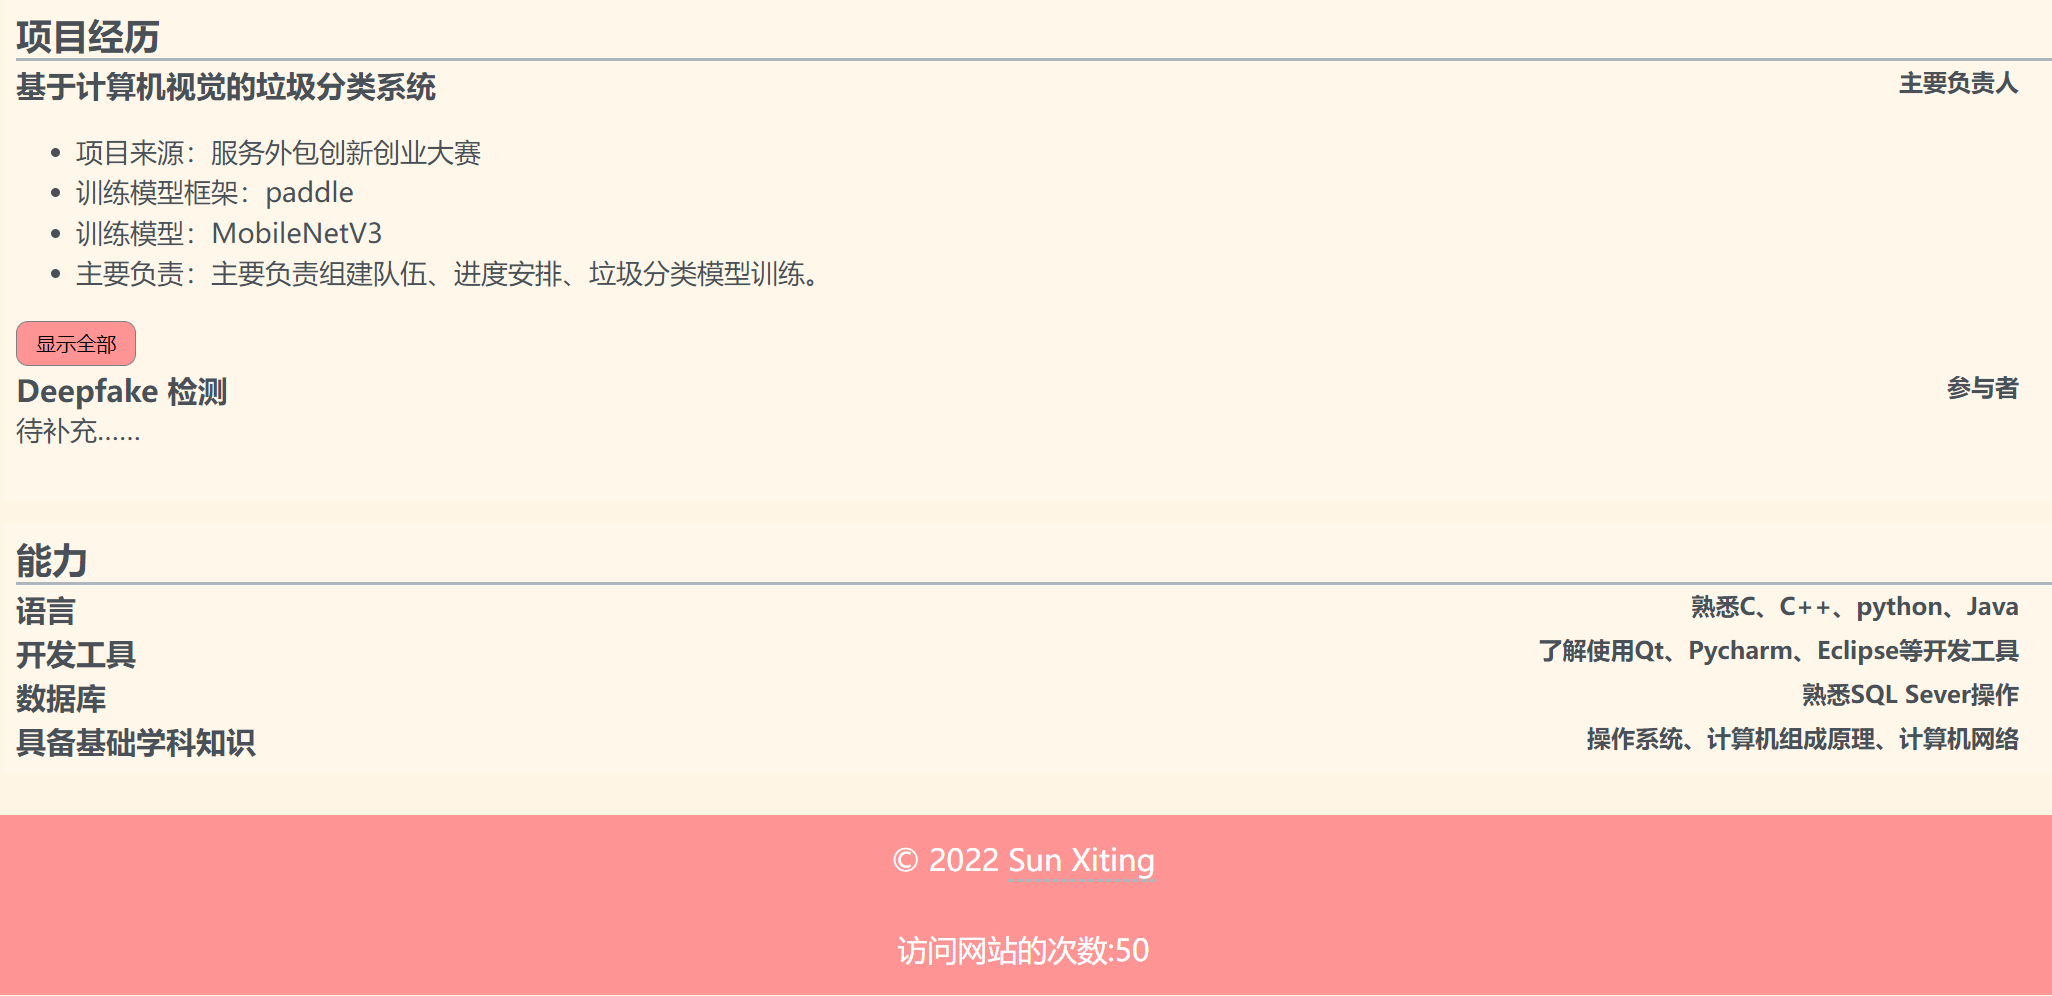 项目经历
基于计算机视觉的垃圾分类系统 主要负责人
项目来源：服务外包创新创业大赛
训练模型框架：paddle
训练模型：MobileNetV3
主要负责：主要负责组建队伍、进度安排、垃圾分类模型训练。
显示全部
Deepfake 检测 参与者
待补充......
能力
语言 熟悉C、C++、python、Java
开发工具 了解使用Qt、Pycharm、Eclipse等开发工具
数据库 熟悉SQL Sever操作
具备基础学科知识 操作系统、计算机组成原理、计算机网络
© 2022 Sun Xiting
访问网站的次数:50